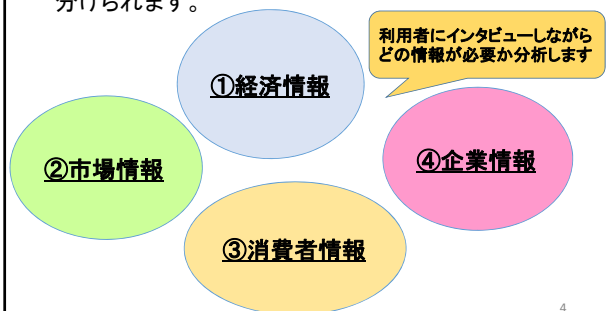 分けられます。
利用者にインタビューしながら
どの情報が必要か分析します
①経済情報
②市場情報
④企業情報
③消費者情報
4